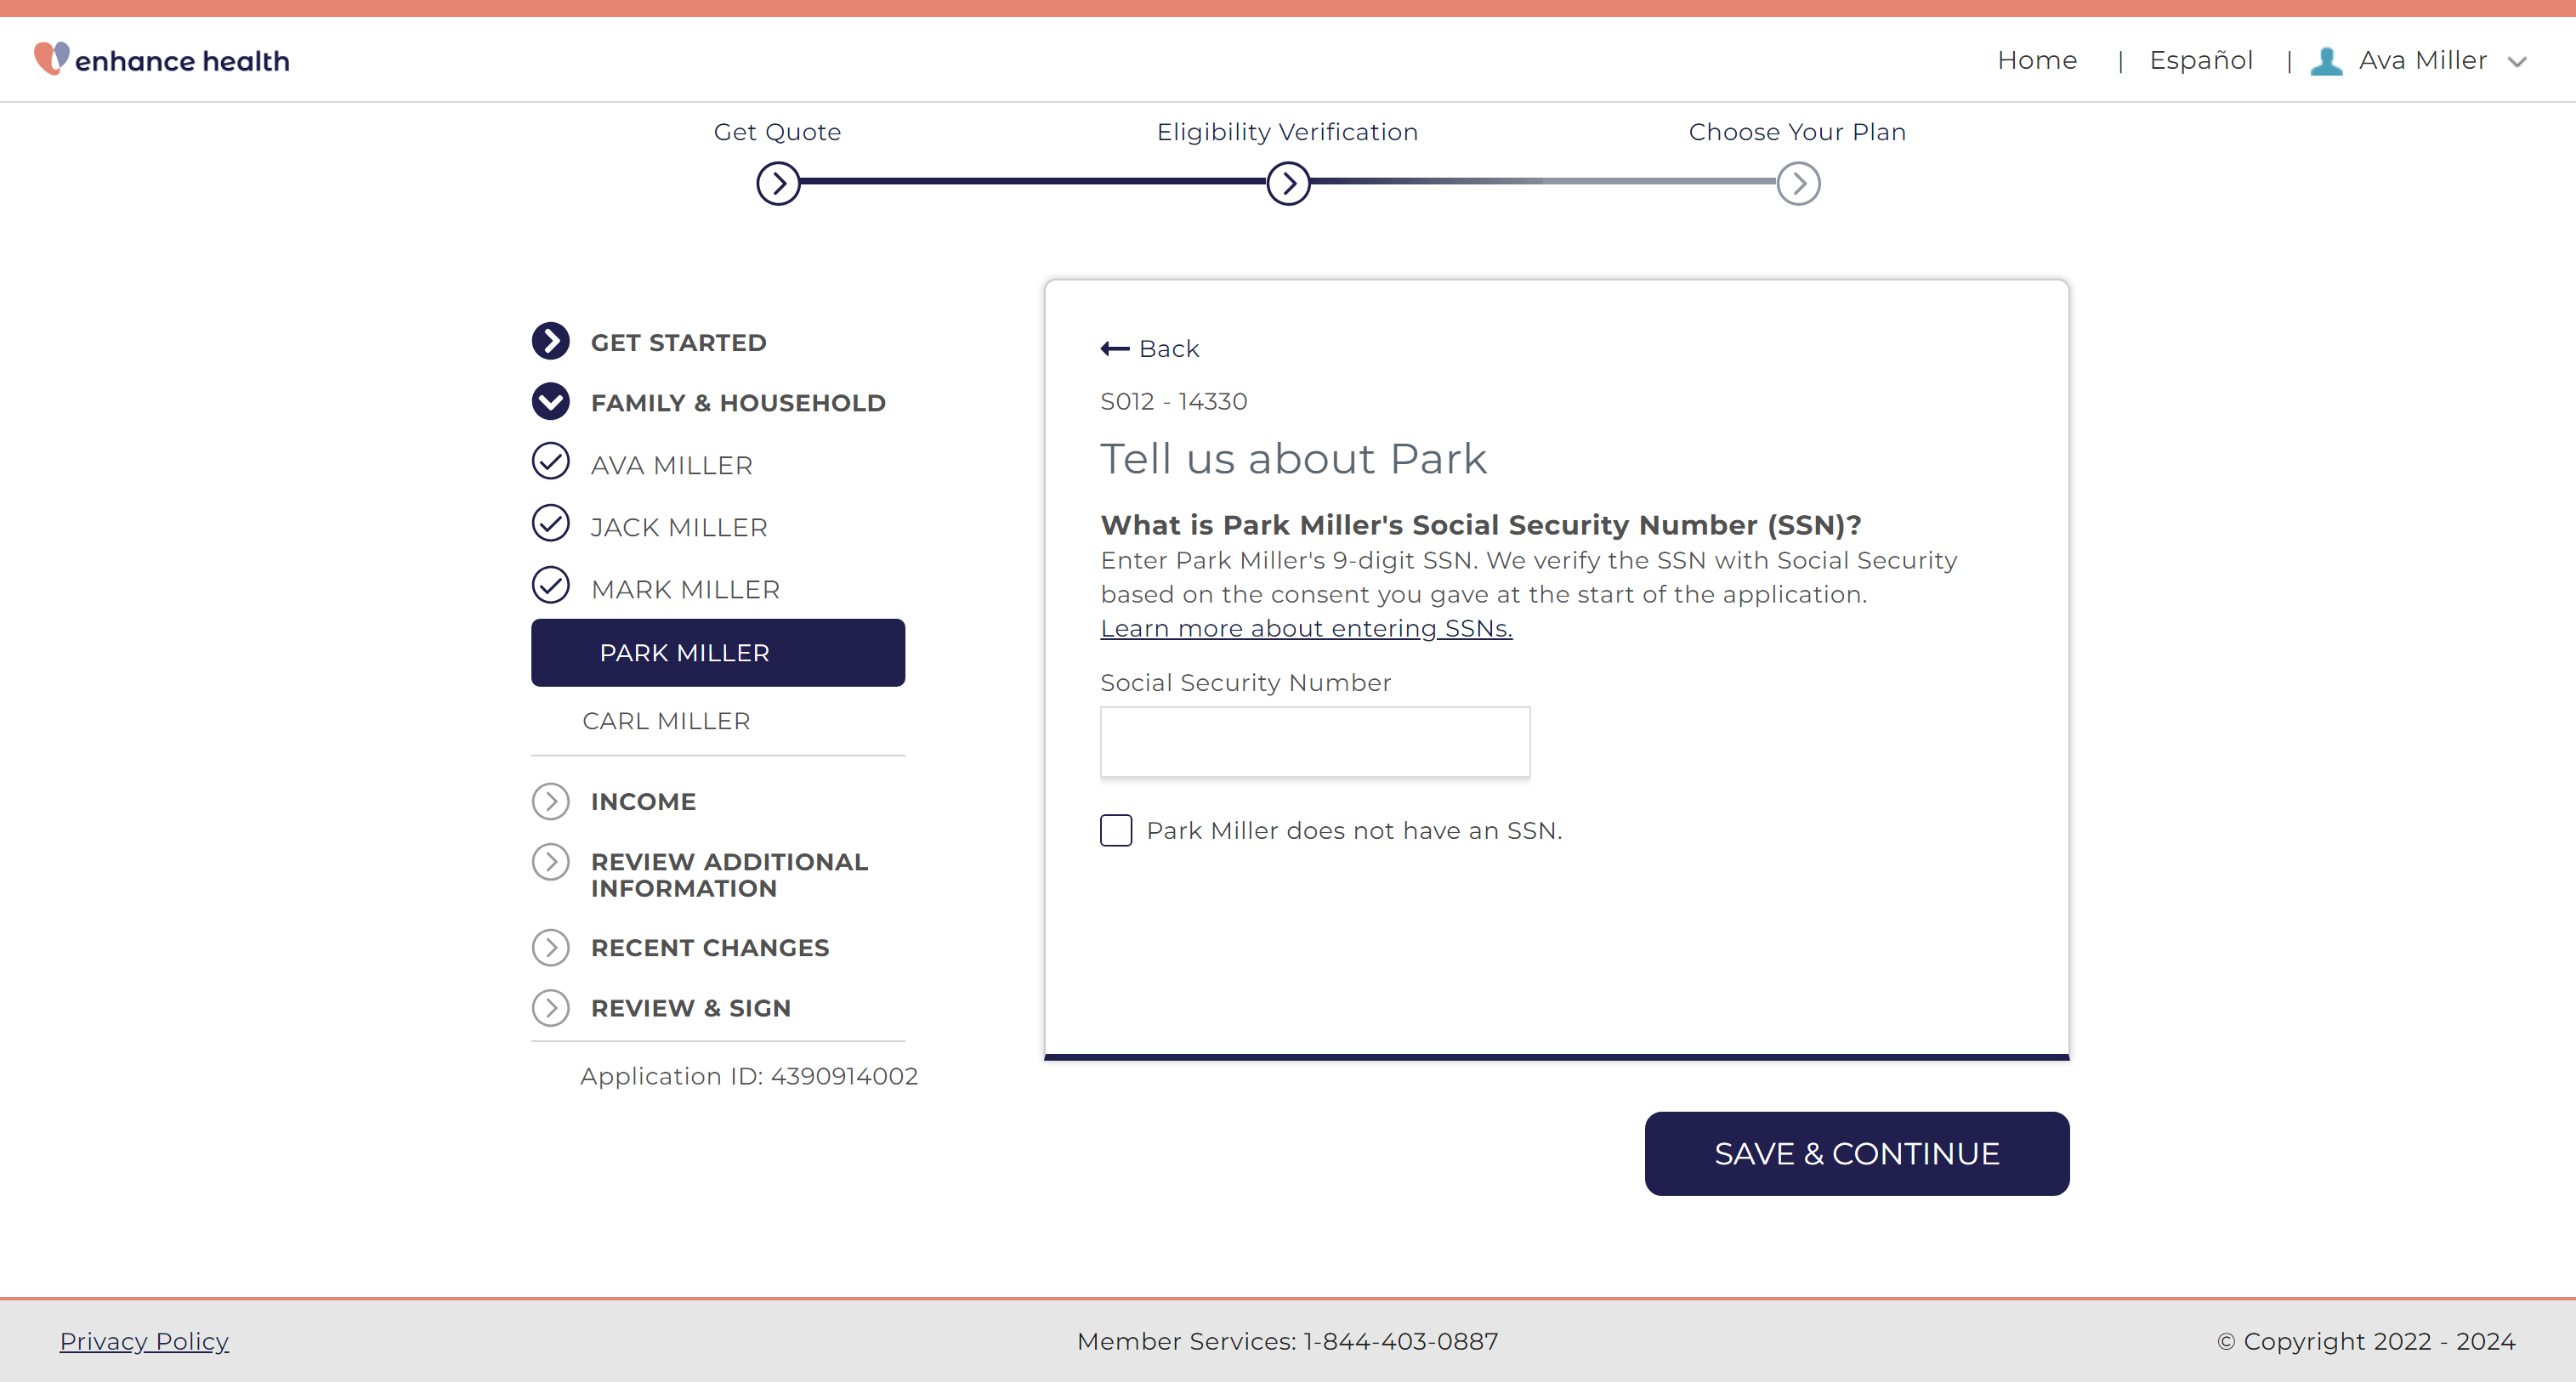 enhance health
Home | Español | Ava Miller
Get Quote
Eligibility Verification
Choose Your Plan
GET STARTED
FAMILY & HOUSEHOLD
AVA MILLER
JACK MILLER
MARK MILLER
PARK MILLER
CARL MILLER
INCOME
REVIEW ADDITIONAL
INFORMATION
RECENT CHANGES
REVIEW & SIGN
Application ID: 4390914002
Back
S012 - 14330
Tell us about Park
What is Park Miller's Social Security Number (SSN)?
Enter Park Miller's 9-digit SSN. We verify the SSN with Social Security
based on the consent you gave at the start of the application.
Learn more about entering SSNs.
Social Security Number
Park Miller does not have an SSN.
SAVE & CONTINUE
Privacy Policy
Member Services: 1-844-403-0887
© Copyright 2022 - 2024